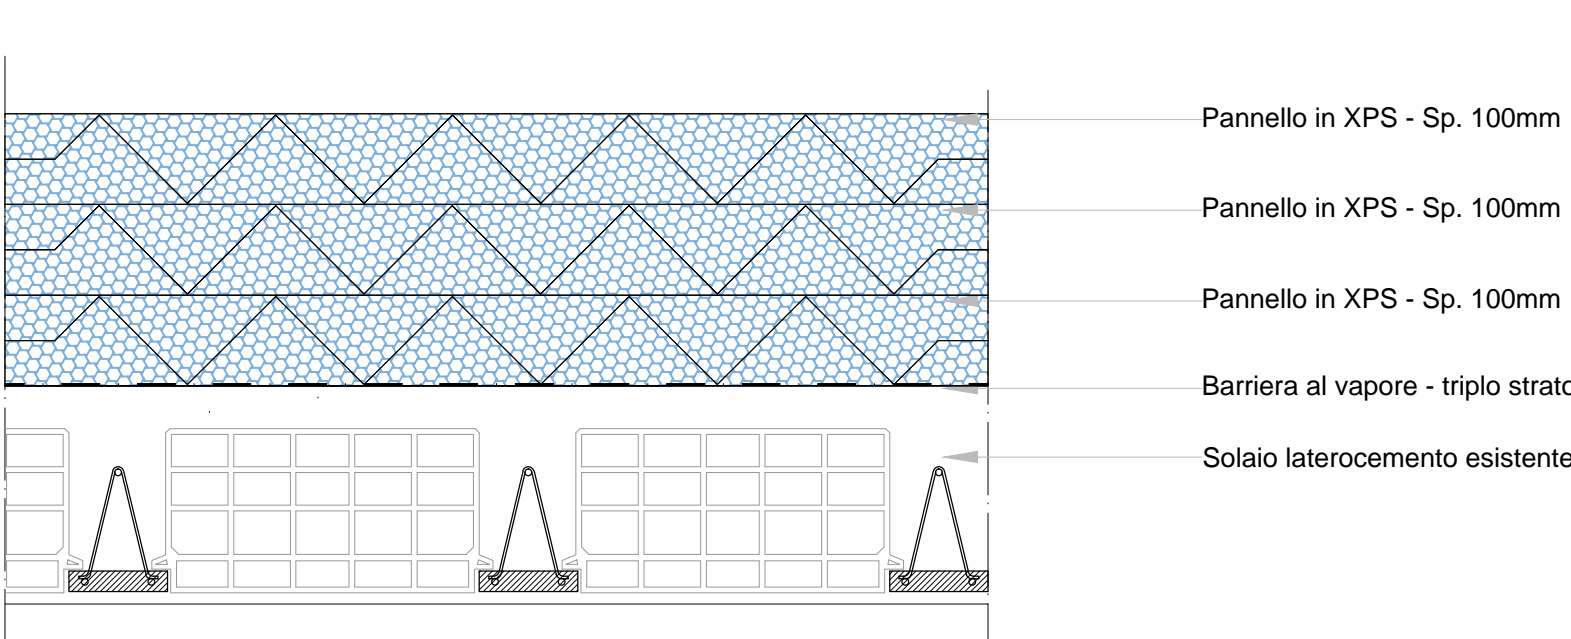 Pannello in XPS - Sp. 100mm
Pannello in XPS - Sp. 100mm
Pannello in XPS - Sp. 100mm
Barriera al vapore - triplo strato
Solaio laterocemento esistente